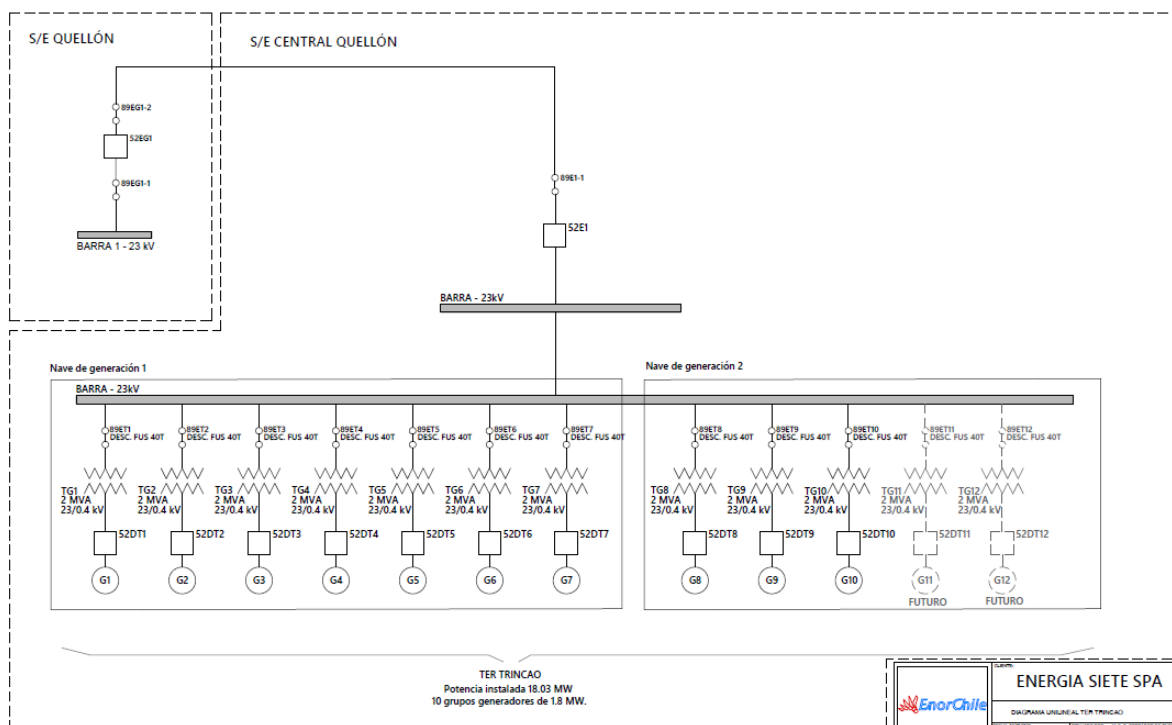 S/E QUELLÓN
S/E CENTRAL QUELLÓN
89EG1-2
52EG1
89EG1-1
BARRA 1 - 23 kV
89E1-1
52E1
BARRA - 23kV
Nave de generación 1
Nave de generación 2
BARRA - 23kV
89ET1
DESC. FUS 40T
89ET2
DESC. FUS 40T
89ET3
DESC. FUS 40T
89ET4
DESC. FUS 40T
89ET5
DESC. FUS 40T
89ET6
DESC. FUS 40T
89ET7
DESC. FUS 40T
89ET8
DESC. FUS 40T
89ET9
DESC. FUS 40T
89ET10
DESC. FUS 40T
89ET11
DESC. FUS 40T
89ET12
DESC. FUS 40T
TG1
2 MVA
23/0.4 kV
TG2
2 MVA
23/0.4 kV
TG3
2 MVA
23/0.4 kV
TG4
2 MVA
23/0.4 kV
TG5
2 MVA
23/0.4 kV
TG6
2 MVA
23/0.4 kV
TG7
2 MVA
23/0.4 kV
TG8
2 MVA
23/0.4 kV
TG9
2 MVA
23/0.4 kV
TG10
2 MVA
23/0.4 kV
TG11
2 MVA
23/0.4 kV
TG12
2 MVA
23/0.4 kV
52DT1
52DT2
52DT3
52DT4
52DT5
52DT6
52DT7
52DT8
52DT9
52DT10
52DT11
52DT12
G1
G2
G3
G4
G5
G6
G7
G8
G9
G10
G11
G12
FUTURO
FUTURO
TER TRINCAO
Potencia instalada 18.03 MW
10 grupos generadores de 1.8 MW.
EnorChile
CLIENTE:
ENERGIA SIETE SPA
DIAGRAMA UNILINEAL TER TRINCAO